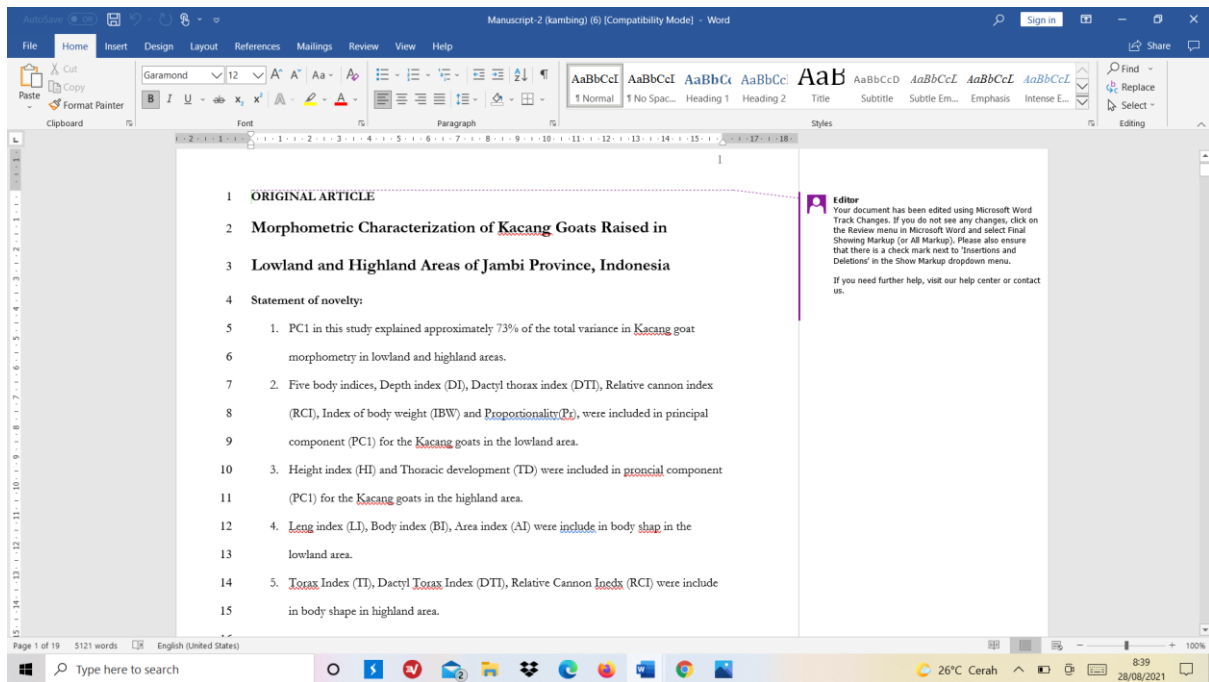 AutoSave Off
Manuscript-2 (kambing) (6) [Compatibility Mode] - Word
Sign in
File Home Insert Design Layout References Mailings Review View Help
Share
Paste
Cut
Copy
Format Painter
Clipboard
Garamond 12
Font
Paragraph
AaBbCcI AaBbCcI AaBbCc AaBbCc AaB AaBbCcD AaBbCcL AaBbCcL AaBbCcL
¶ Normal ¶ No Spac... Heading 1 Heading 2 Title Subtitle Subtle Em... Emphasis Intense E...
Styles
Find
Replace
Select
Editing
1
1 ORIGINAL ARTICLE
2 Morphometric Characterization of Kacang Goats Raised in
3 Lowland and Highland Areas of Jambi Province, Indonesia
4 Statement of novelty:
5 1. PC1 in this study explained approximately 73% of the total variance in Kacang goat
6 morphometry in lowland and highland areas.
7 2. Five body indices, Depth index (DI), Dactyl thorax index (DTI), Relative cannon index
8 (RCI), Index of body weight (IBW) and Proportionality(Pr), were included in principal
9 component (PC1) for the Kacang goats in the lowland area.
10 3. Height index (HI) and Thoracic development (TD) were included in proncial component
11 (PC1) for the Kacang goats in the highland area.
12 4. Leng index (LI), Body index (BI), Area index (AI) were include in body shap in the
13 lowland area.
14 5. Torax Index (TI), Dactyl Torax Index (DTI), Relative Cannon Inedx (RCI) were include
15 in body shape in highland area.
Editor
Your document has been edited using Microsoft Word
Track Changes. If you do not see any changes, click on
the Review menu in Microsoft Word and select Final
Showing Markup (or All Markup). Please also ensure
that there is a check mark next to 'Insertions and
Deletions' in the Show Markup dropdown menu.
If you need further help, visit our help center or contact
us.
Page 1 of 19 5121 words English (United States)
100%
Type here to search
26°C Cerah
8:39
28/08/2021